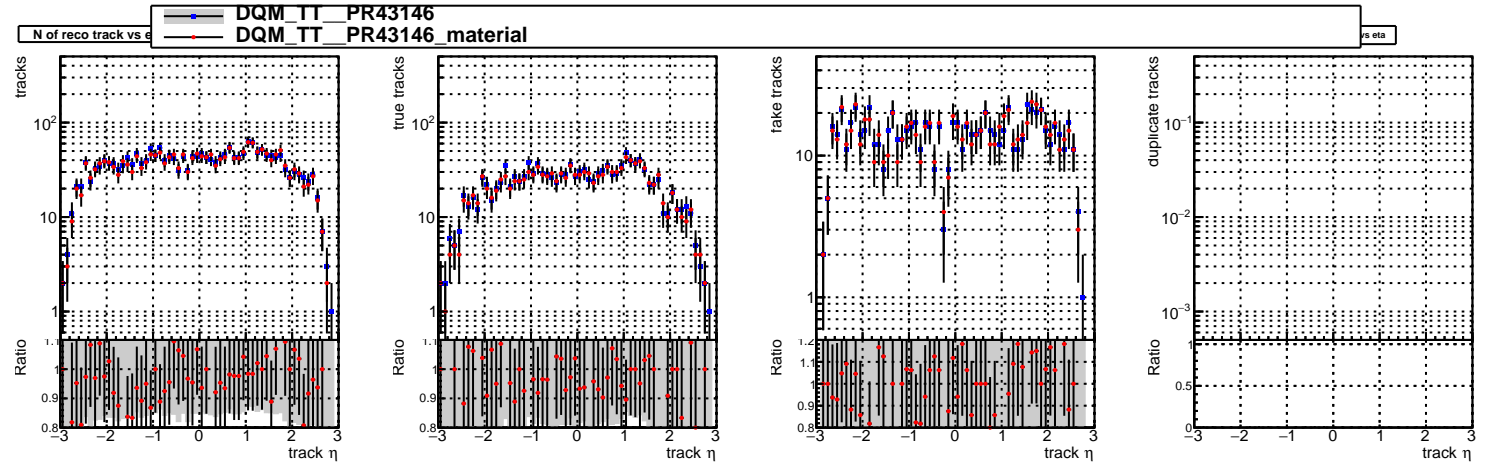 DQM_TT__PR43146
DQM_TT__PR43146_material
N of reco track vs e
vs eta
tracks
10²
10
1
Ratio
1.1
1
0.9
0.8
−3 −2 −1 0 1 2 3
track η
true tracks
10²
10
1
Ratio
1.1
1
0.9
0.8
−3 −2 −1 0 1 2 3
track η
fake tracks
10
1
Ratio
1.2
1.1
1
0.9
0.8
−3 −2 −1 0 1 2 3
track η
duplicate tracks
10⁻¹
10⁻²
10⁻³
Ratio
1
0.5
0
−3 −2 −1 0 1 2 3
track η